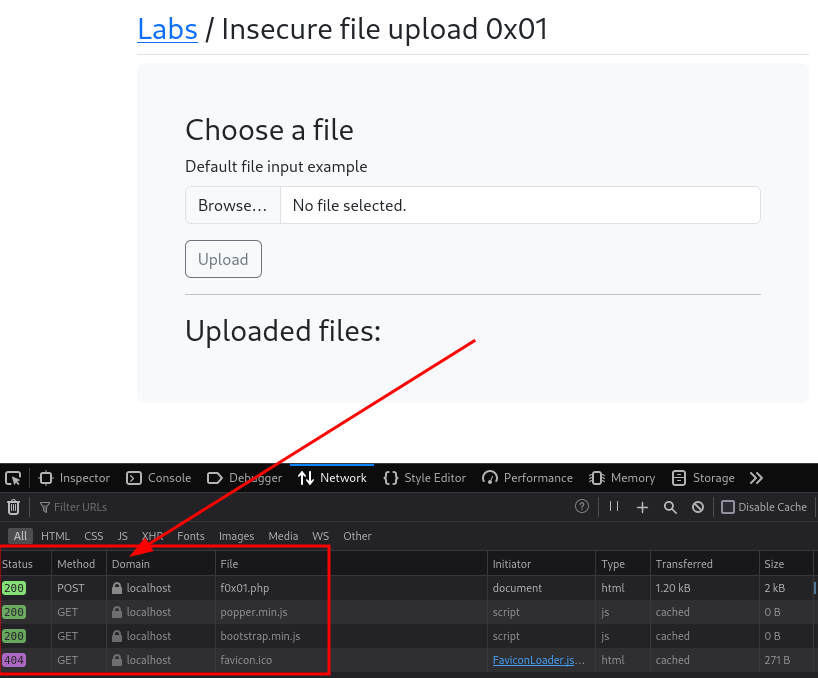 Labs / Insecure file upload 0x01
Choose a file
Default file input example
Browse... No file selected.
Upload
Uploaded files:
Inspector Console Debugger Network Style Editor Performance Memory Storage
Filter URLs Disable Cache
All HTML CSS JS XHR Fonts Images Media WS Other
Status Method Domain File Initiator Type Transferred Size
200 POST localhost f0x01.php document html 1.20 kB 2 kB
200 GET localhost popper.min.js script js cached 0 B
200 GET localhost bootstrap.min.js script js cached 0 B
404 GET localhost favicon.ico FaviconLoader.js... html cached 271 B